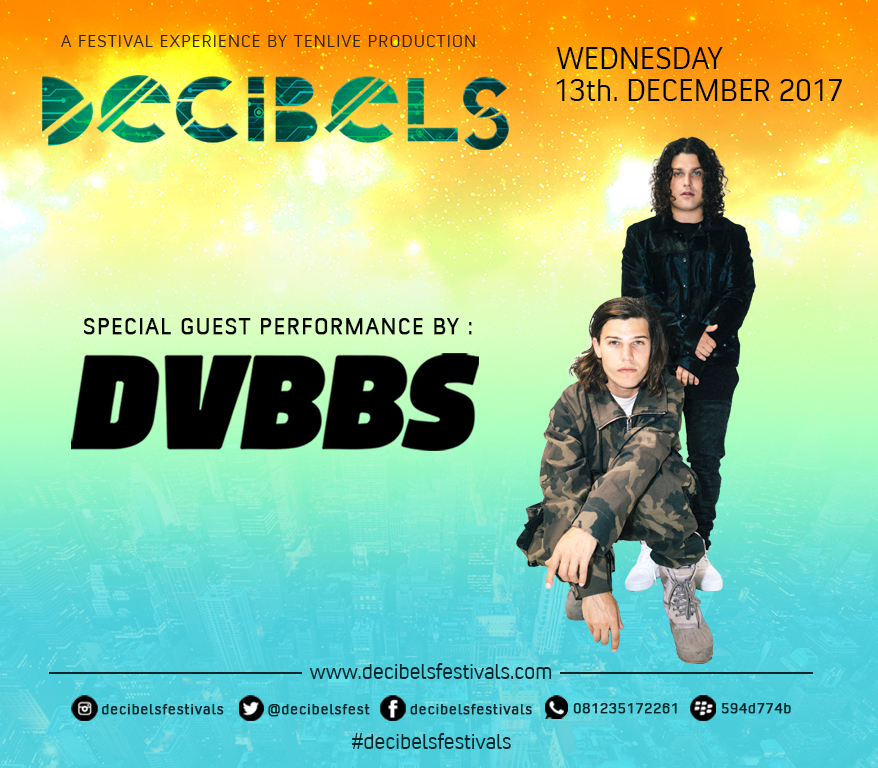 A FESTIVAL EXPERIENCE BY TENLIVE PRODUCTION
DECIBELS
WEDNESDAY
13th. DECEMBER 2017
SPECIAL GUEST PERFORMANCE BY :
DVBBS
www.decibelsfestivals.com
decibelsfestivals @decibelsfest decibelsfestivals 081235172261 594d774b
#decibelsfestivals